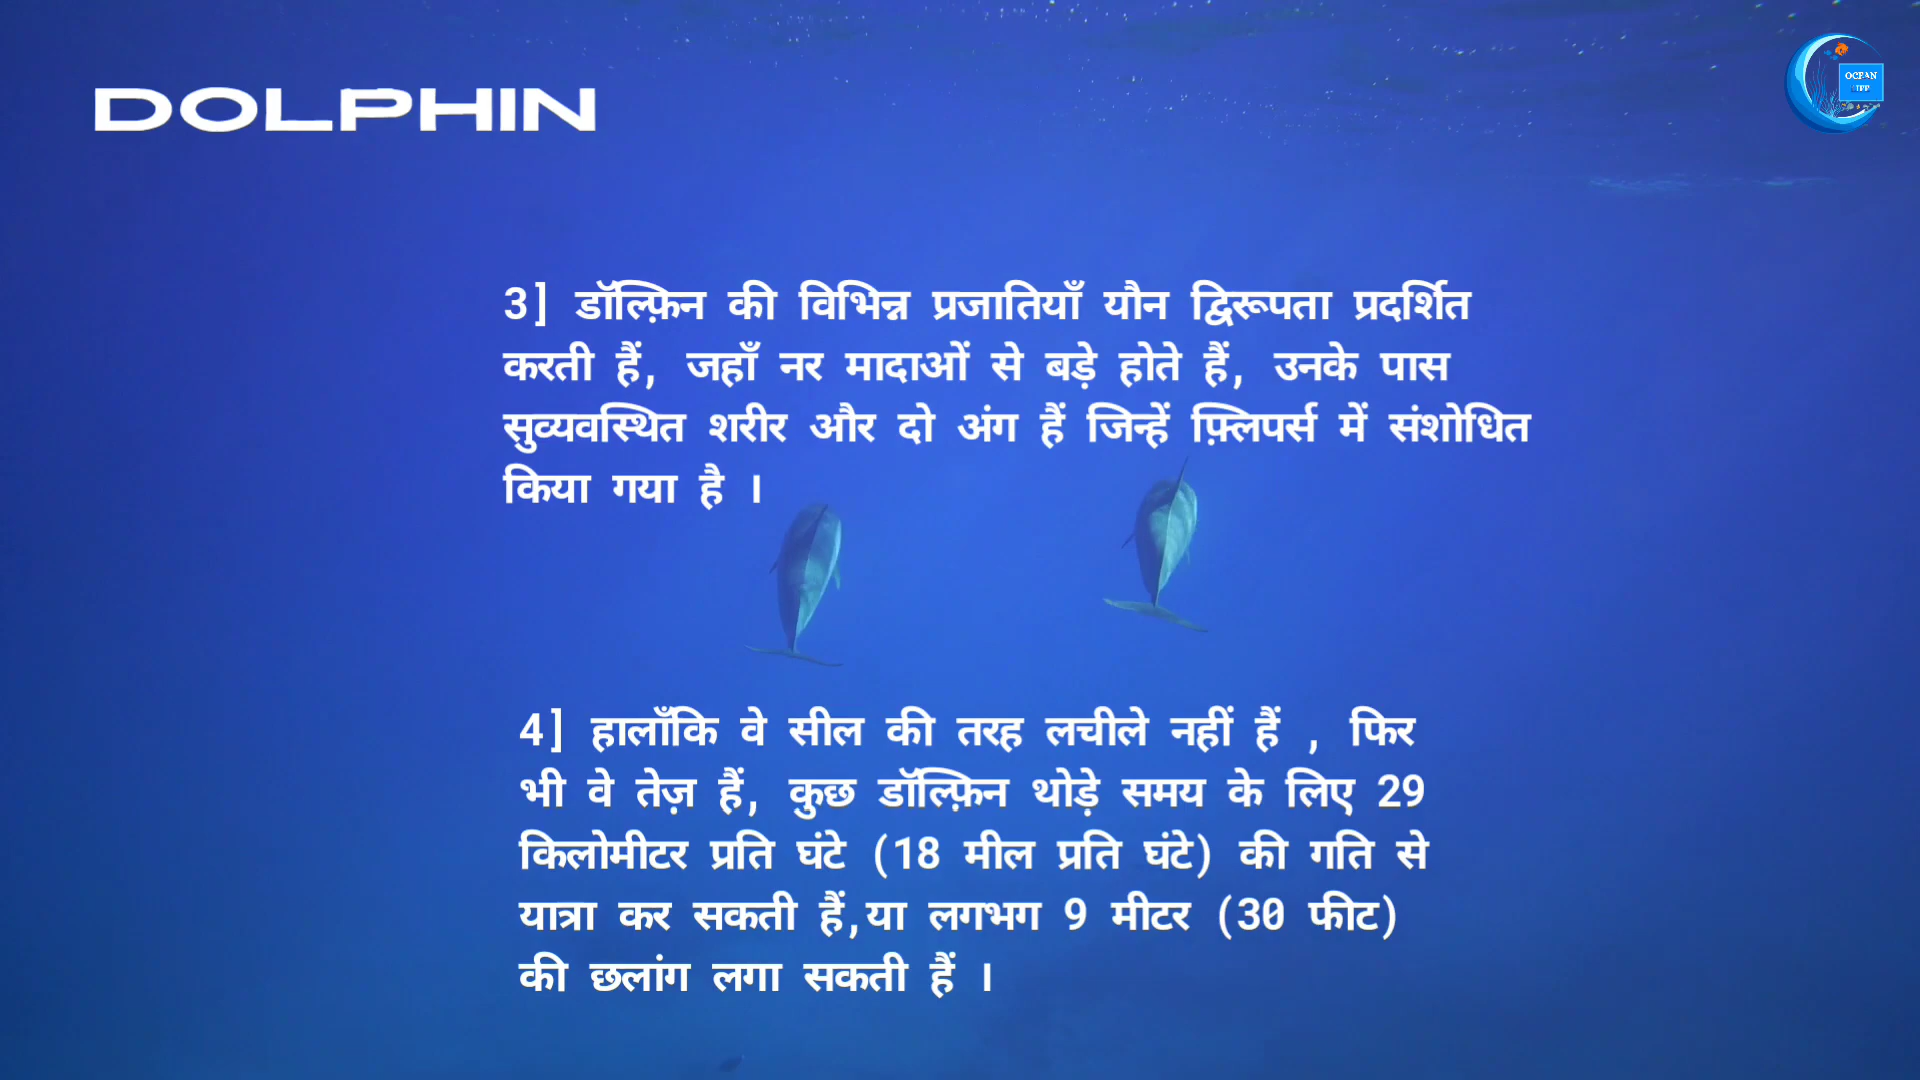 DOLPHIN
OCEAN
LIFE
3] डॉल्फ़िन की विभिन्न प्रजातियाँ यौन द्विरूपता प्रदर्शित
करती हैं, जहाँ नर मादाओं से बड़े होते हैं, उनके पास
सुव्यवस्थित शरीर और दो अंग हैं जिन्हें फ़्लिपर्स में संशोधित
किया गया है ।
4] हालाँकि वे सील की तरह लचीले नहीं हैं , फिर
भी वे तेज़ हैं, कुछ डॉल्फ़िन थोड़े समय के लिए 29
किलोमीटर प्रति घंटे (18 मील प्रति घंटे) की गति से
यात्रा कर सकती हैं,या लगभग 9 मीटर (30 फीट)
की छलांग लगा सकती हैं ।